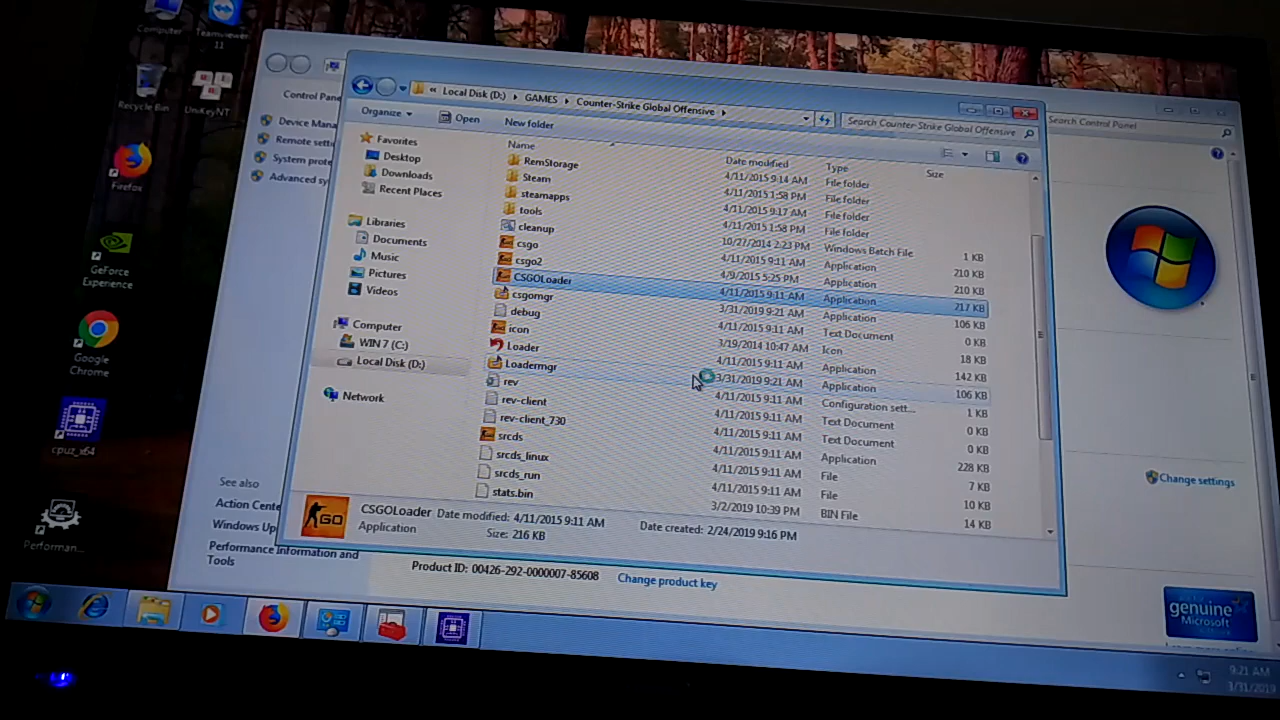 Computer
Teamviewer 11
Recycle Bin
UniKeyNT
Firefox
GeForce Experience
Google Chrome
cpuz_x64
Performan...
Control Pane
Device Mana
Remote setti
System prote
Advanced sy
See also
Action Cente
Windows Up
Performance Information and Tools
« Local Disk (D:) ▸ GAMES ▸ Counter-Strike Global Offensive ▸
Search Counter-Strike Global Offensive
Search Control Panel
Organize
Open
New folder
Favorites
Desktop
Downloads
Recent Places
Libraries
Documents
Music
Pictures
Videos
Computer
WIN 7 (C:)
Local Disk (D:)
Network
Name
Date modified
Type
Size
RemStorage
4/11/2015 9:14 AM
File folder
Steam
4/11/2015 1:58 PM
File folder
steamapps
4/11/2015 9:17 AM
File folder
tools
4/11/2015 1:58 PM
File folder
cleanup
10/27/2014 2:23 PM
Windows Batch File
1 KB
csgo
4/11/2015 9:11 AM
Application
210 KB
csgo2
4/9/2015 5:25 PM
Application
210 KB
CSGOLoader
4/11/2015 9:11 AM
Application
217 KB
csgomgr
3/31/2019 9:21 AM
Application
106 KB
debug
4/11/2015 9:11 AM
Text Document
0 KB
icon
3/19/2014 10:47 AM
Icon
18 KB
Loader
4/11/2015 9:11 AM
Application
142 KB
Loadermgr
3/31/2019 9:21 AM
Application
106 KB
rev
4/11/2015 9:11 AM
Configuration sett...
1 KB
rev-client
4/11/2015 9:11 AM
Text Document
0 KB
rev-client_730
4/11/2015 9:11 AM
Text Document
0 KB
srcds
4/11/2015 9:11 AM
Application
228 KB
srcds_linux
4/11/2015 9:11 AM
File
7 KB
srcds_run
4/11/2015 9:11 AM
File
10 KB
stats.bin
3/2/2019 10:39 PM
BIN File
14 KB
GO
CSGOLoader Date modified: 4/11/2015 9:11 AM
Date created: 2/24/2019 9:16 PM
Application
Size: 216 KB
Product ID: 00426-292-0000007-85608
Change product key
Change settings
genuine
Microsoft
9:21 AM
3/31/2019